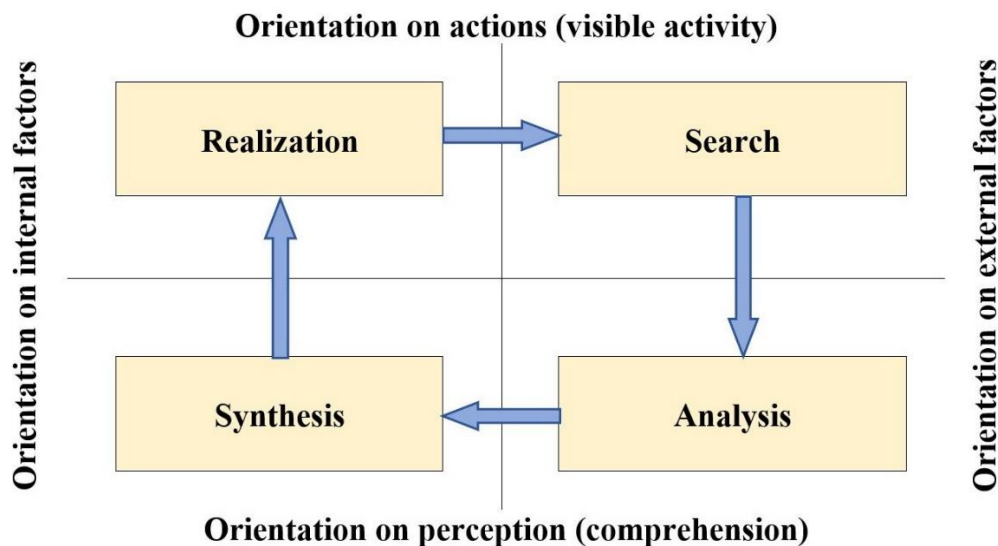 Orientation on actions (visible activity)
Orientation on internal factors
Realization
Search
Orientation on external factors
Synthesis
Analysis
Orientation on perception (comprehension)